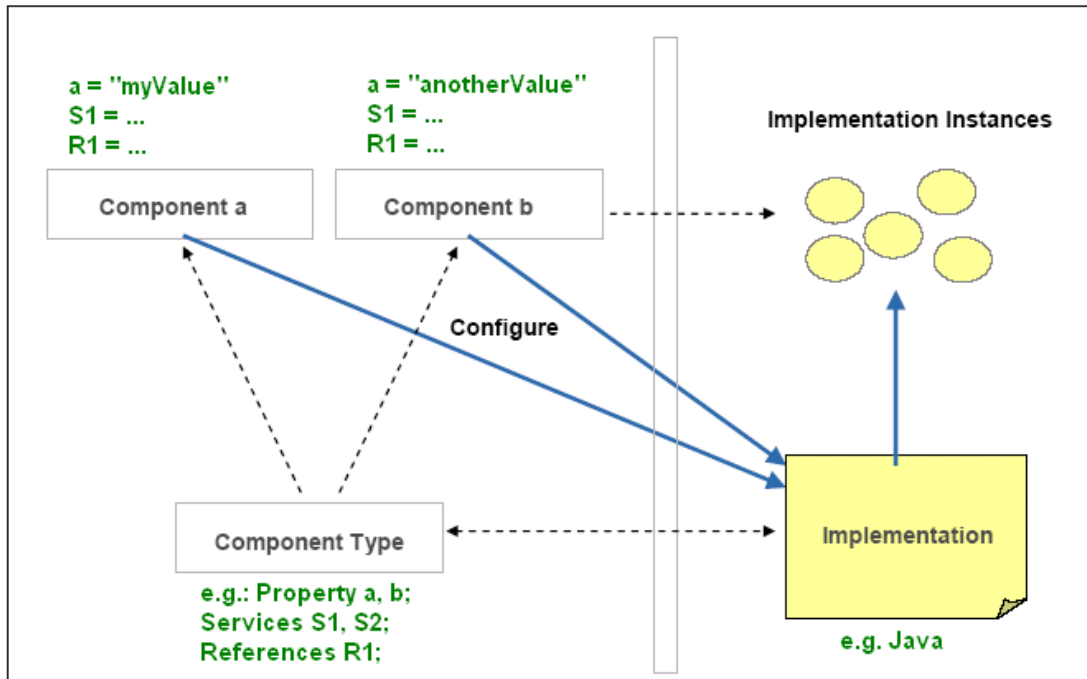 a = "myValue"
S1 = ...
R1 = ...
a = "anotherValue"
S1 = ...
R1 = ...
Implementation Instances
Component a
Component b
Configure
Component Type
Implementation
e.g.: Property a, b;
Services S1, S2;
References R1;
e.g. Java